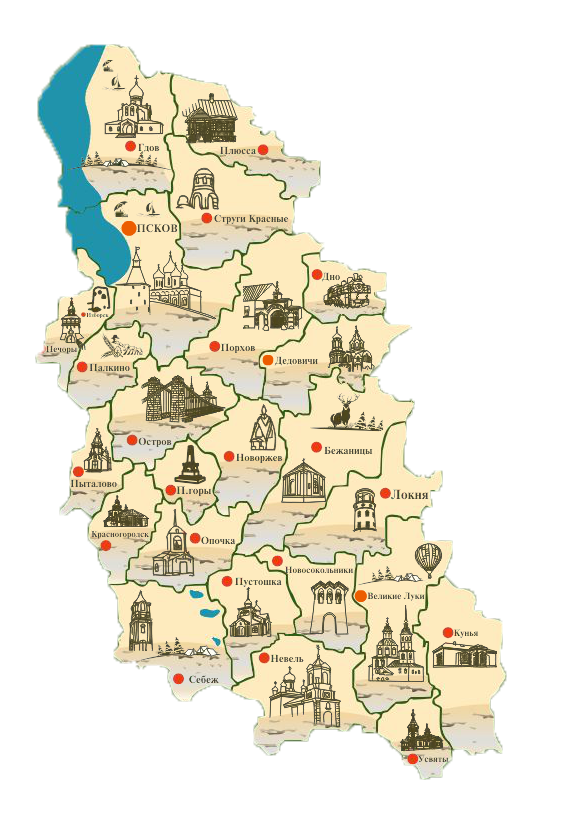 Гдов
Плюсса
Струги Красные
ПСКОВ
Дно
Изборск
Печоры
Порхов
Деловичи
Палкино
Остров
Новоржев
Бежаницы
Пыталово
П.горы
Локня
Красногородск
Опочка
Новосокольники
Пустошка
Великие Луки
Кунья
Невель
Себеж
Усвяты